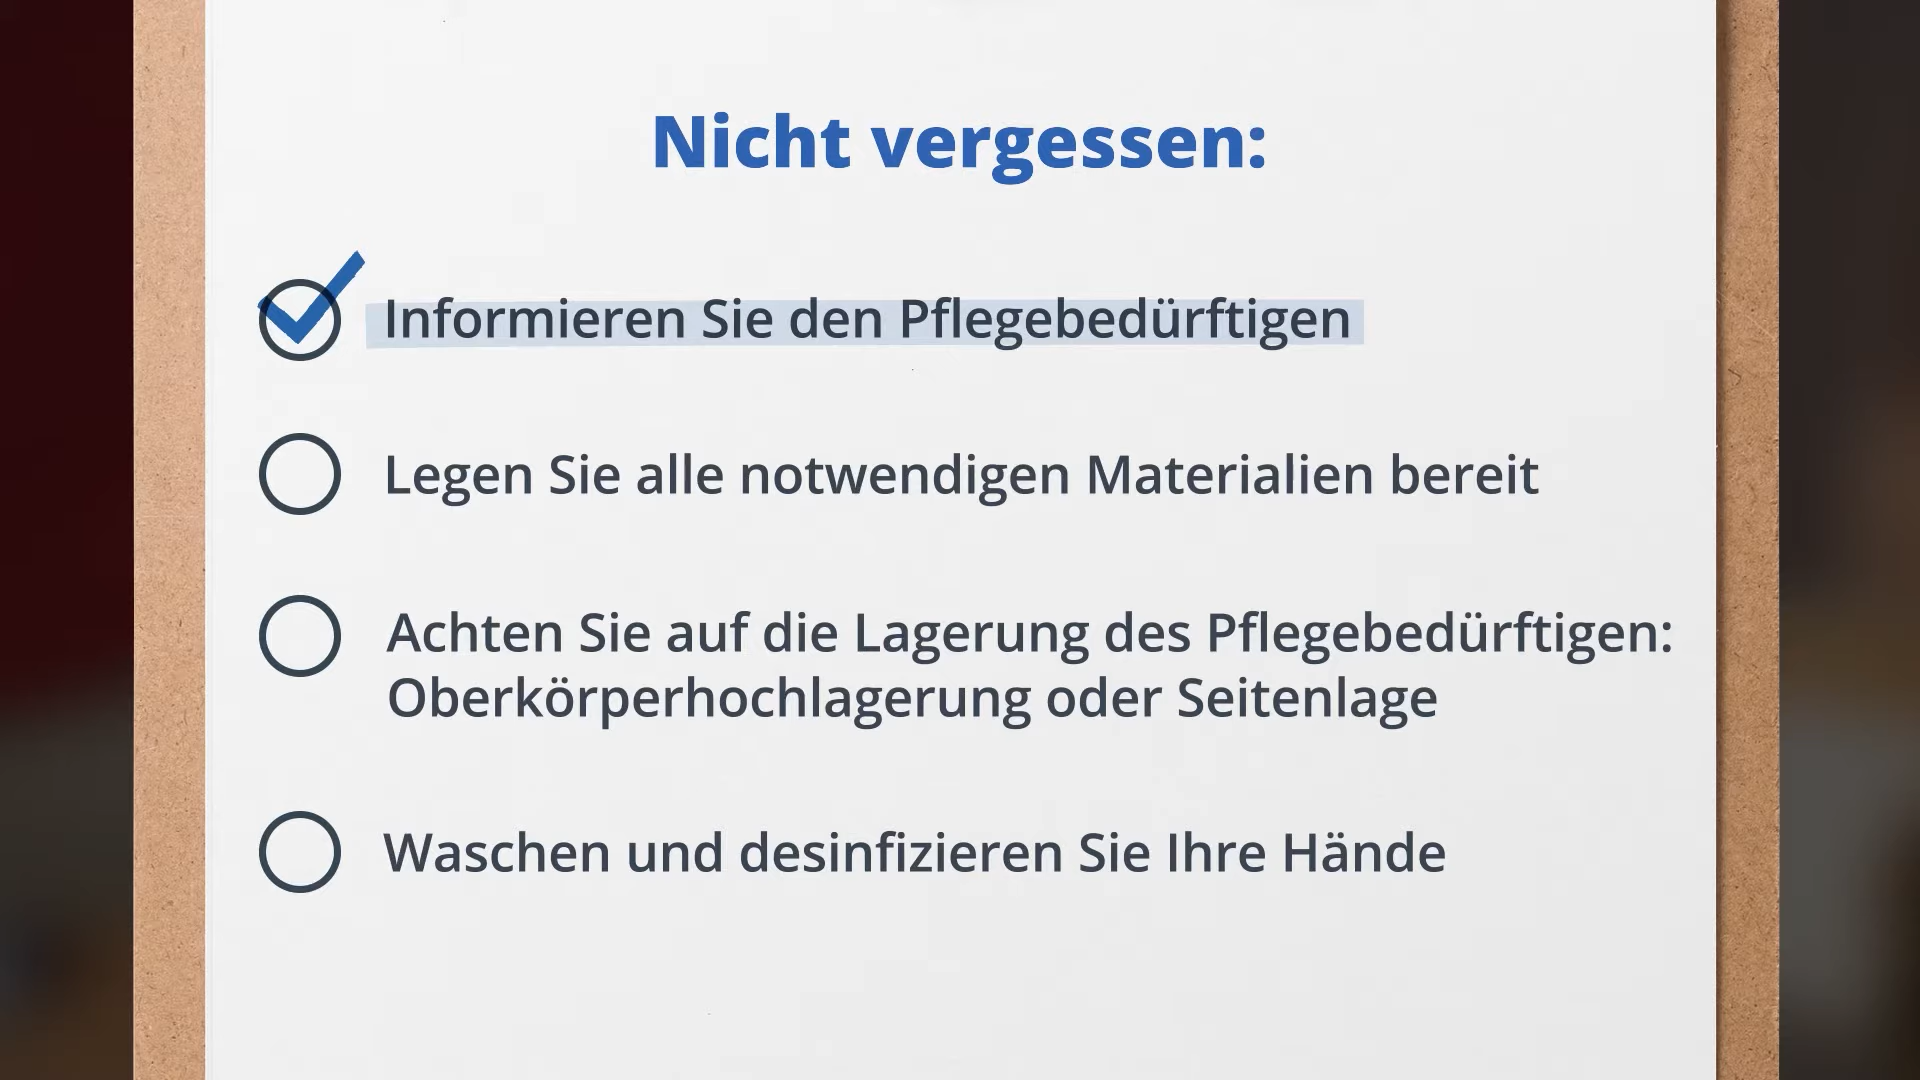 Nicht vergessen:
Informieren Sie den Pflegebedürftigen
Legen Sie alle notwendigen Materialien bereit
Achten Sie auf die Lagerung des Pflegebedürftigen:
Oberkörperhochlagerung oder Seitenlage
Waschen und desinfizieren Sie Ihre Hände